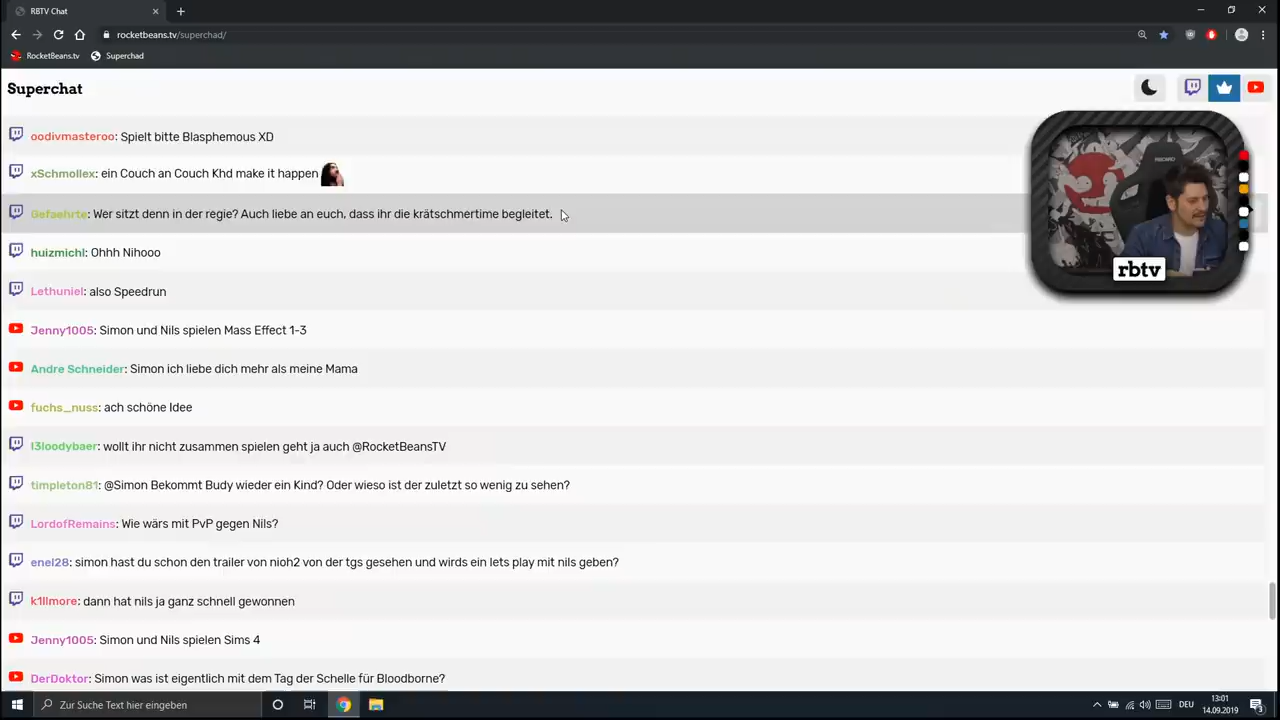 RBTV Chat
rocketbeans.tv/superchad/
RocketBeans.tv Superchad
Superchat
oodivmasteroo: Spielt bitte Blasphemous XD
xSchmollex: ein Couch an Couch Khd make it happen
Gefaehrte: Wer sitzt denn in der regie? Auch liebe an euch, dass ihr die krätschmertime begleitet.
huizmichl: Ohhh Nihooo
Lethuniel: also Speedrun
Jenny1005: Simon und Nils spielen Mass Effect 1-3
Andre Schneider: Simon ich liebe dich mehr als meine Mama
fuchs_nuss: ach schöne Idee
l3loodybaer: wollt ihr nicht zusammen spielen geht ja auch @RocketBeansTV
timpleton81: @Simon Bekommt Budy wieder ein Kind? Oder wieso ist der zuletzt so wenig zu sehen?
LordofRemains: Wie wärs mit PvP gegen Nils?
enel28: simon hast du schon den trailer von nioh2 von der tgs gesehen und wirds ein lets play mit nils geben?
k1llmore: dann hat nils ja ganz schnell gewonnen
Jenny1005: Simon und Nils spielen Sims 4
DerDoktor: Simon was ist eigentlich mit dem Tag der Schelle für Bloodborne?
RECARO
rbtv
Zur Suche Text hier eingeben
DEU
13:01
14.09.2019
3